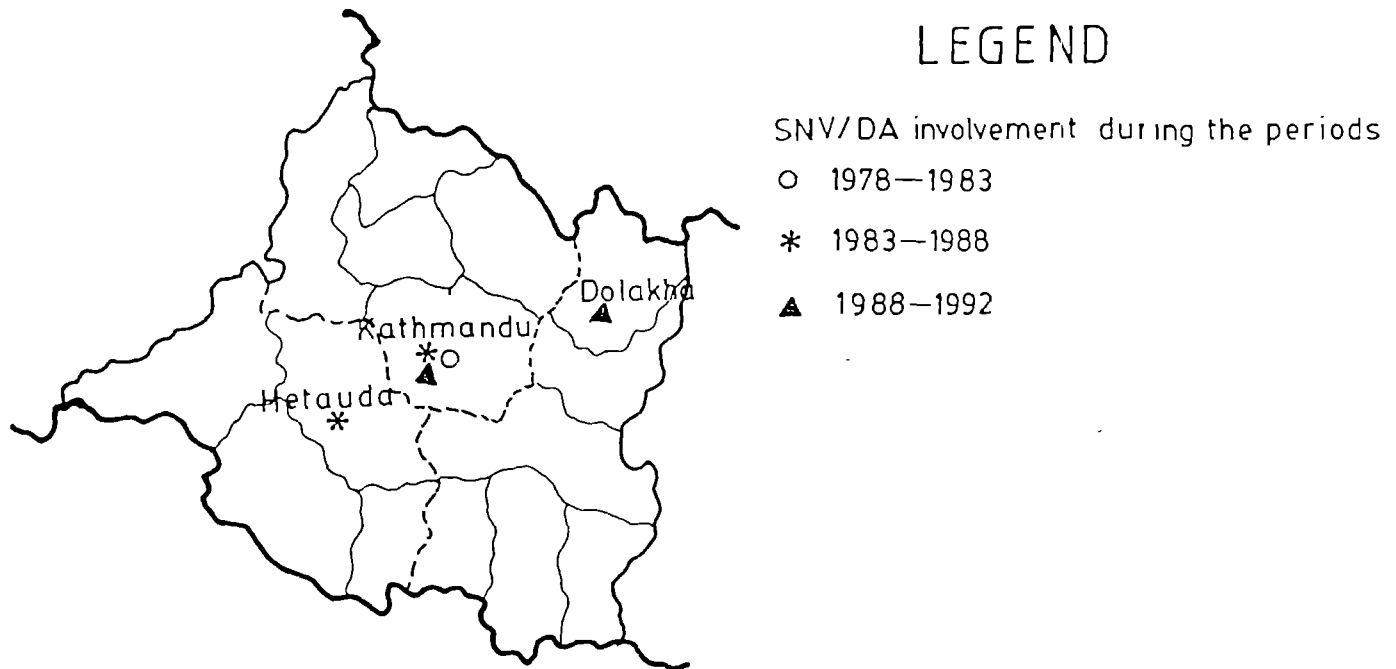 LEGEND
SNV/DA involvement during the periods
1978—1983
1983—1988
1988—1992
Dolakha
Kathmandu
Hetauda